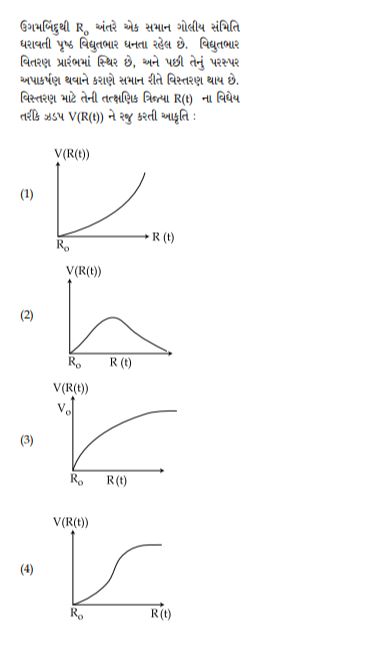 ઉગમબિંદુથી R₀ અંતરે એક સમાન ગોલીય સંમિતિ
ધરાવતી પૃષ્ઠ વિદ્યુતભાર ઘનતા રહેલ છે. વિદ્યુતભાર
વિતરણ પ્રારંભમાં સ્થિર છે, અને પછી તેનું પરસ્પર
અપાકર્ષણ થવાને કરાણે સમાન રીતે વિસ્તરણ થાય છે.
વિસ્તરણ માટે તેની તત્ક્ષણિક ત્રિજ્યા R(t) ના વિધેય
તરીકે ઝડપ V(R(t)) ને રજુ કરતી આકૃતિ :
V(R(t))
(1)
R₀
R (t)
V(R(t))
(2)
R₀ R (t)
V(R(t))
V₀
(3)
R₀ R (t)
V(R(t))
(4)
R₀ R (t)